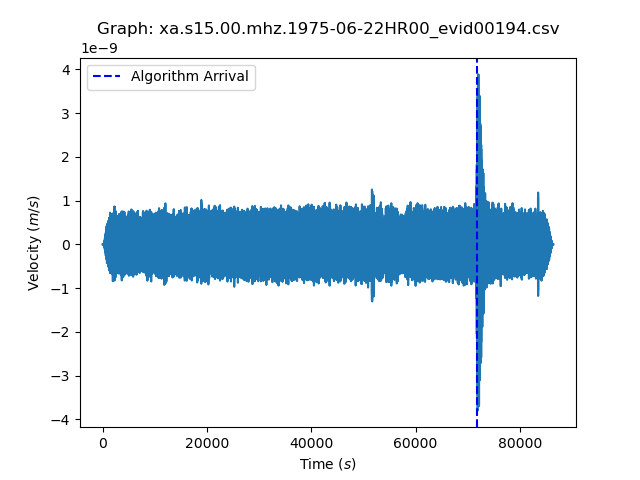 Graph: xa.s15.00.mhz.1975-06-22HR00_evid00194.csv
1e−9
Algorithm Arrival
4
3
2
1
0
−1
−2
−3
−4
Velocity (m/s)
0 20000 40000 60000 80000
Time (s)